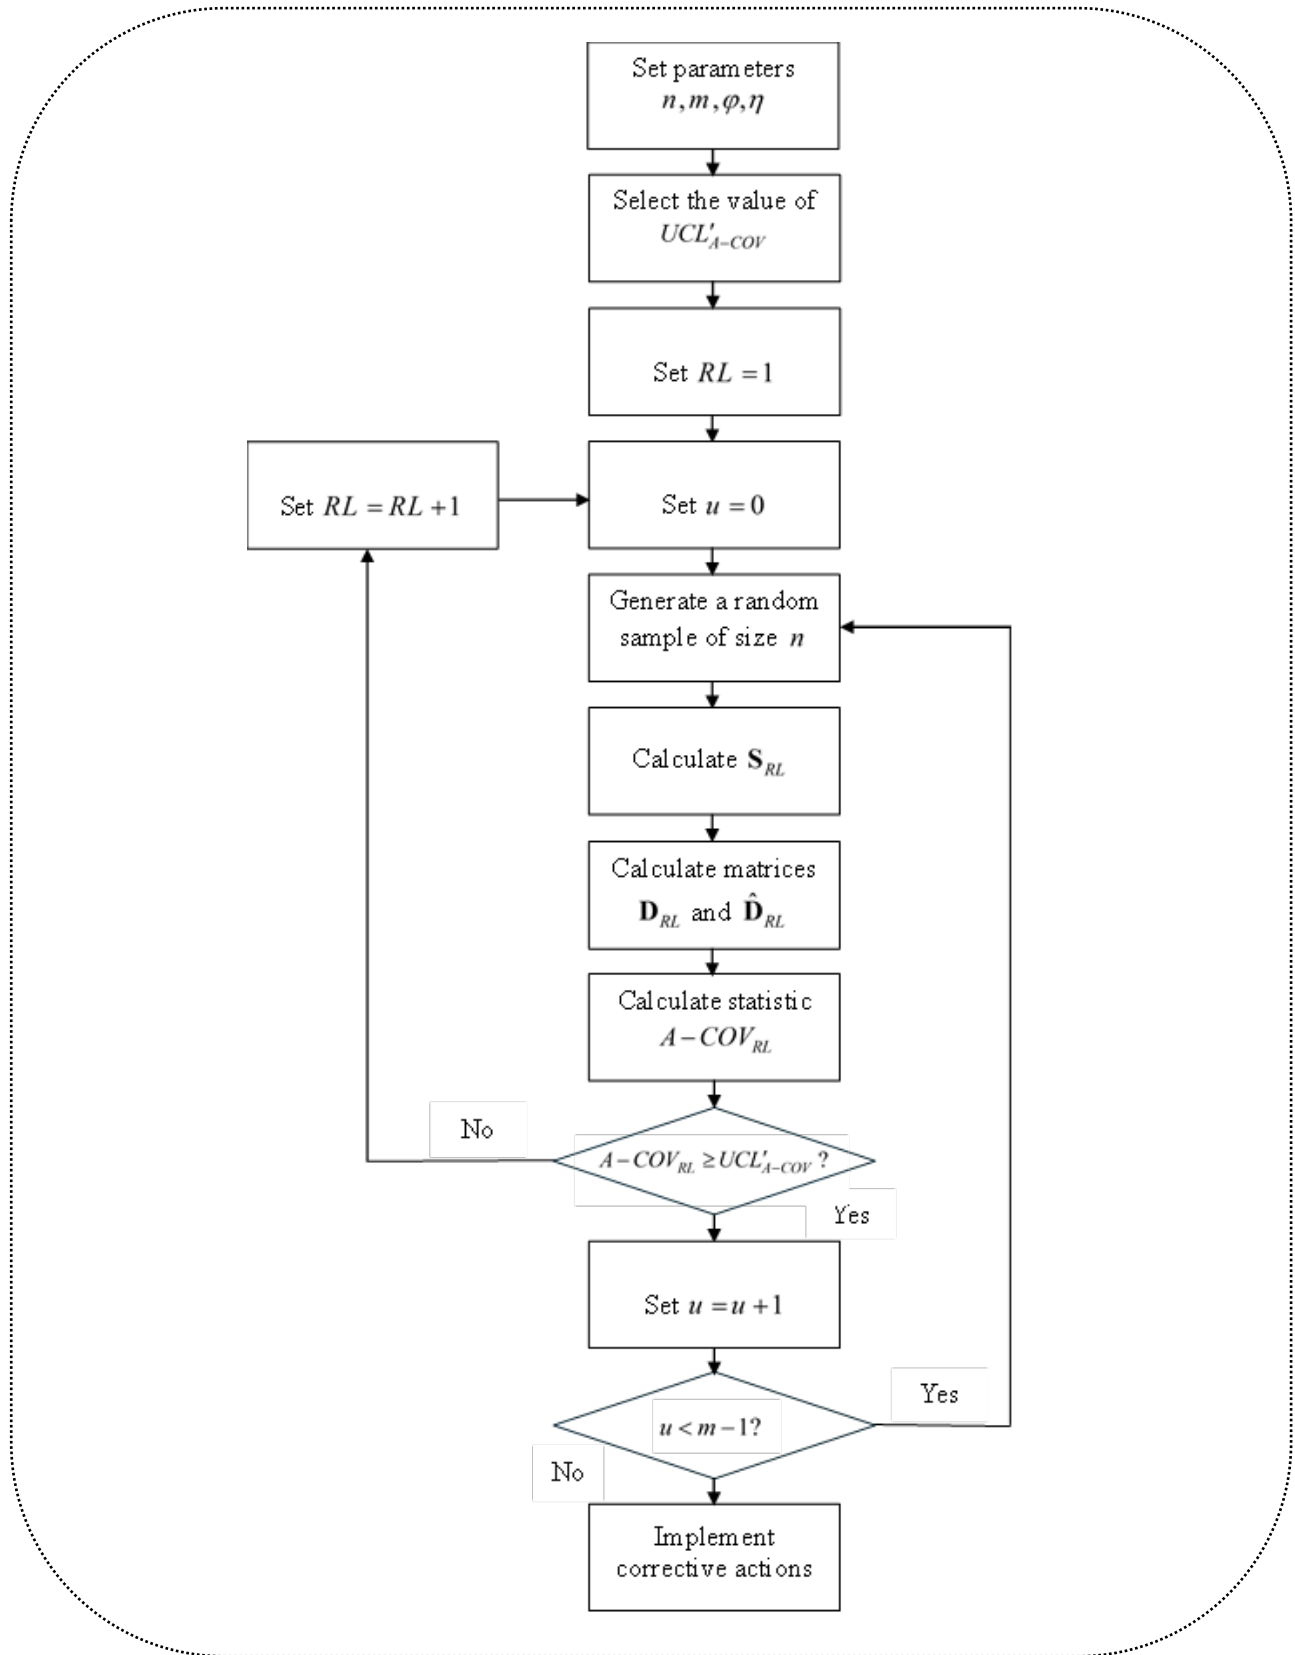 Set parameters
n, m, φ, η
Select the value of
UCL′A−COV
Set RL = 1
Set RL = RL + 1
Set u = 0
Generate a random
sample of size n
Calculate SRL
Calculate matrices
DRL and D̂RL
Calculate statistic
A − COVRL
No
A − COVRL ≥ UCL′A−COV ?
Yes
Set u = u + 1
Yes
u < m − 1?
No
Implement
corrective actions